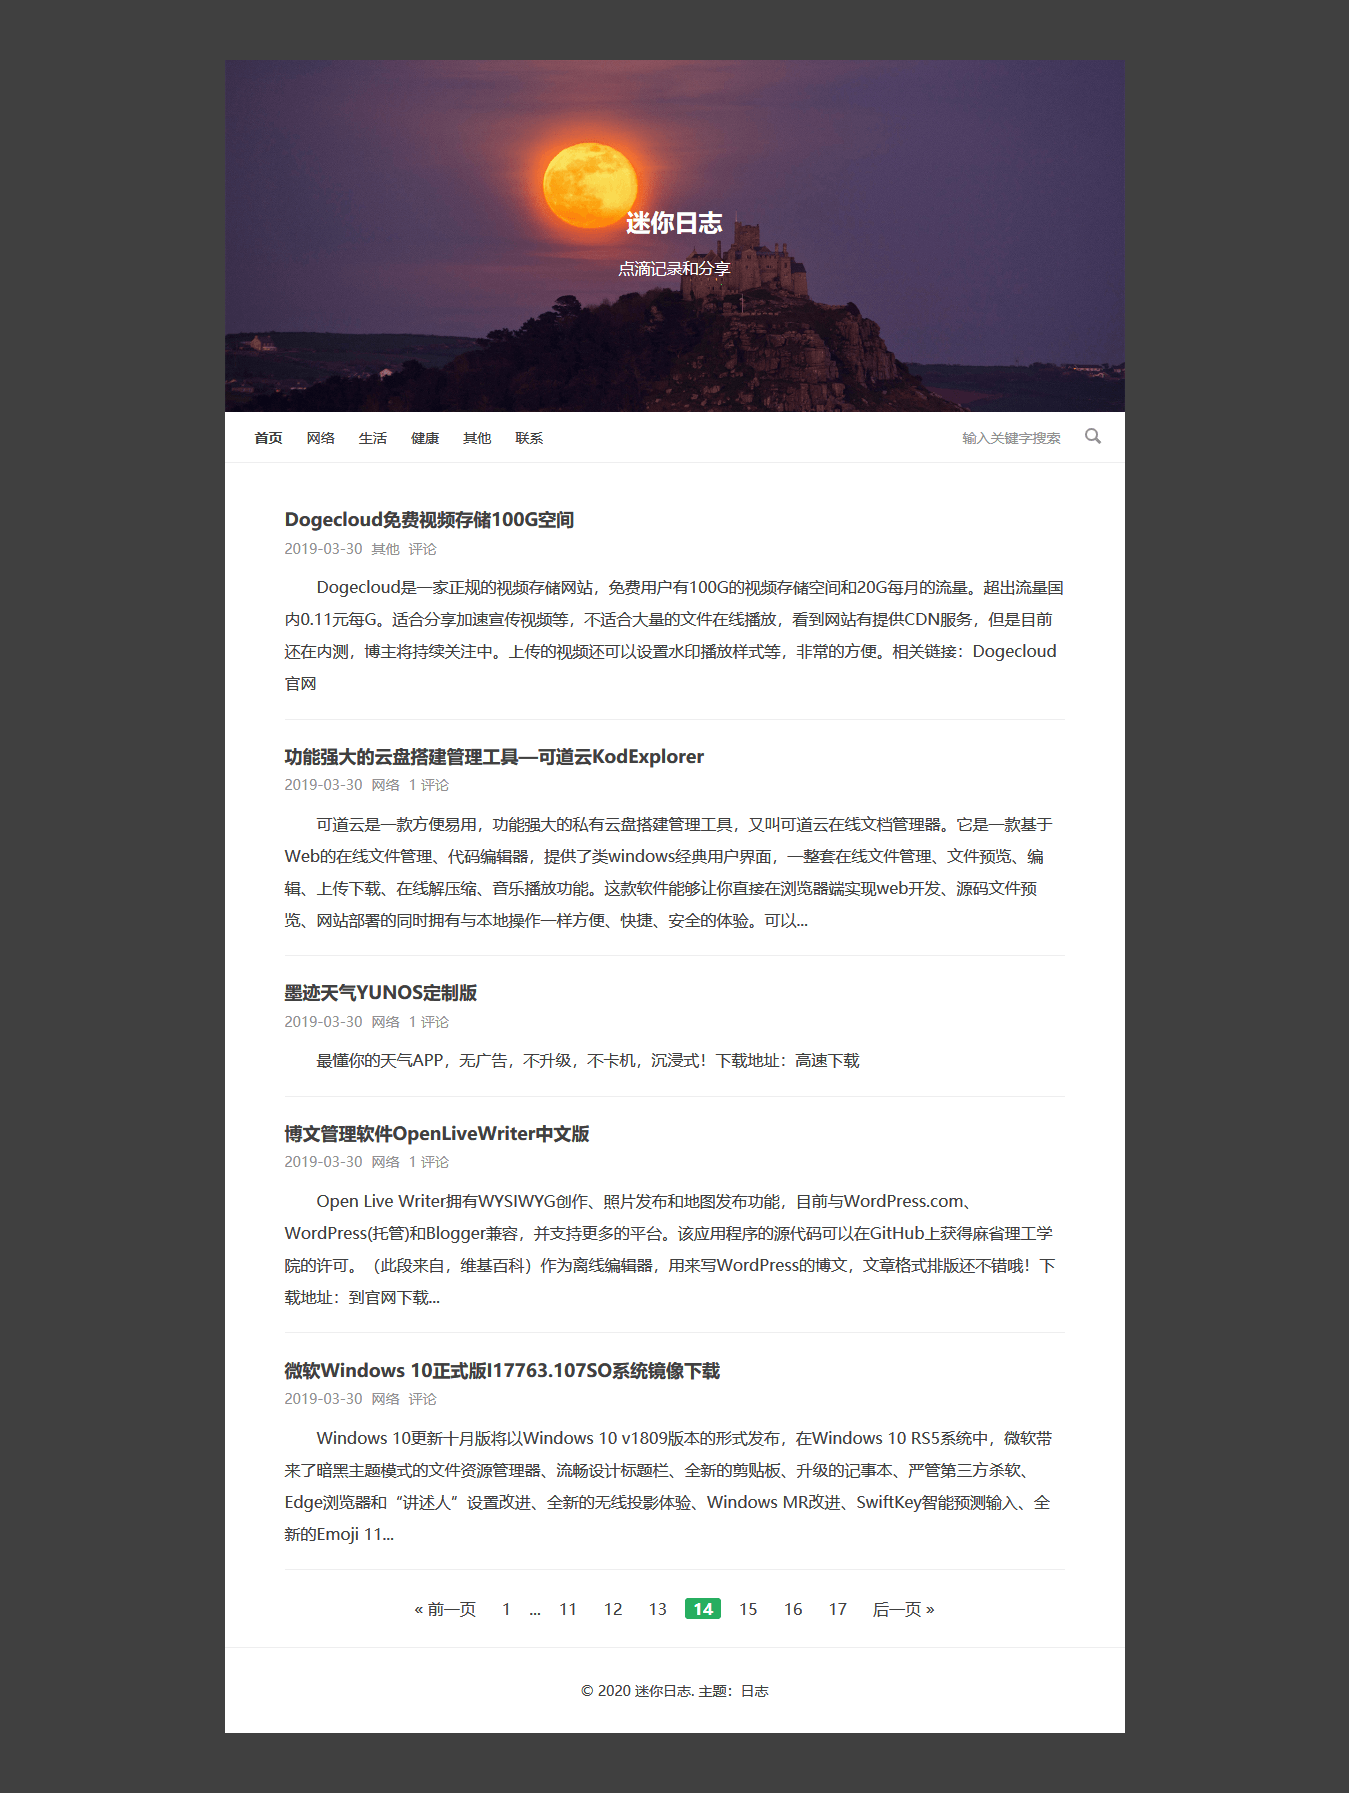 迷你日志
点滴记录和分享
首页 网络 生活 健康 其他 联系 输入关键字搜索
Dogecloud免费视频存储100G空间
2019-03-30 其他 评论
Dogecloud是一家正规的视频存储网站，免费用户有100G的视频存储空间和20G每月的流量。超出流量国
内0.11元每G。适合分享加速宣传视频等，不适合大量的文件在线播放，看到网站有提供CDN服务，但是目前
还在内测，博主将持续关注中。上传的视频还可以设置水印播放样式等，非常的方便。相关链接：Dogecloud
官网
功能强大的云盘搭建管理工具—可道云KodExplorer
2019-03-30 网络 1 评论
可道云是一款方便易用，功能强大的私有云盘搭建管理工具，又叫可道云在线文档管理器。它是一款基于
Web的在线文件管理、代码编辑器，提供了类windows经典用户界面，一整套在线文件管理、文件预览、编
辑、上传下载、在线解压缩、音乐播放功能。这款软件能够让你直接在浏览器端实现web开发、源码文件预
览、网站部署的同时拥有与本地操作一样方便、快捷、安全的体验。可以...
墨迹天气YUNOS定制版
2019-03-30 网络 1 评论
最懂你的天气APP，无广告，不升级，不卡机，沉浸式！下载地址：高速下载
博文管理软件OpenLiveWriter中文版
2019-03-30 网络 1 评论
Open Live Writer拥有WYSIWYG创作、照片发布和地图发布功能，目前与WordPress.com、
WordPress(托管)和Blogger兼容，并支持更多的平台。该应用程序的源代码可以在GitHub上获得麻省理工学
院的许可。（此段来自，维基百科）作为离线编辑器，用来写WordPress的博文，文章格式排版还不错哦！下
载地址：到官网下载...
微软Windows 10正式版I17763.107SO系统镜像下载
2019-03-30 网络 评论
Windows 10更新十月版将以Windows 10 v1809版本的形式发布，在Windows 10 RS5系统中，微软带
来了暗黑主题模式的文件资源管理器、流畅设计标题栏、全新的剪贴板、升级的记事本、严管第三方杀软、
Edge浏览器和“讲述人”设置改进、全新的无线投影体验、Windows MR改进、SwiftKey智能预测输入、全
新的Emoji 11...
« 前一页 1 ... 11 12 13 14 15 16 17 后一页 »
© 2020 迷你日志. 主题：日志